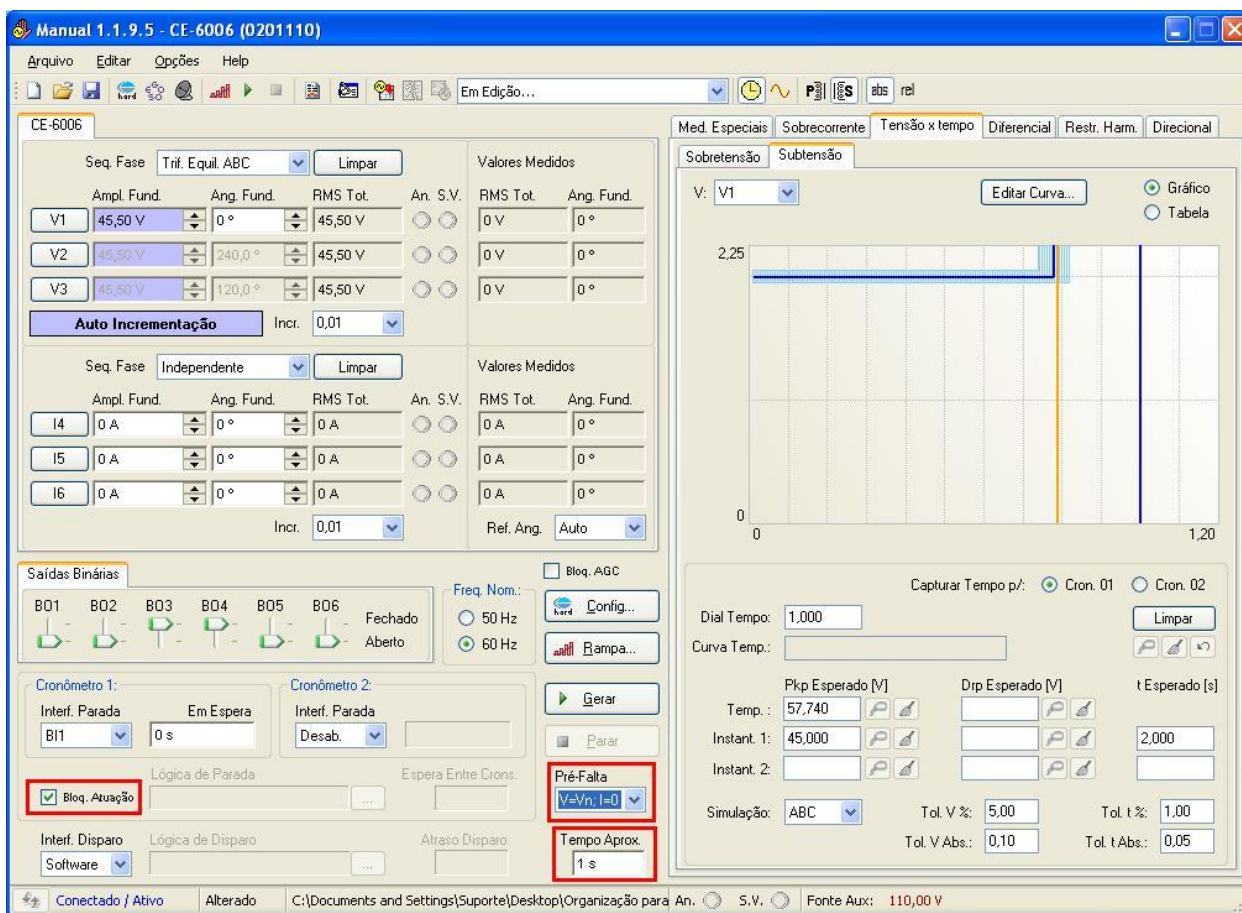 Manual 1.1.9.5 - CE-6006 (0201110)
Arquivo Editar Opções Help
hard Em Edição... P S abs rel
CE-6006
Seq. Fase Trif. Equil. ABC Limpar Valores Medidos
Ampl. Fund. Ang. Fund. RMS Tot. An. S.V. RMS Tot. Ang. Fund.
V1 45,50 V 0 ° 45,50 V 0 V 0 °
V2 45,50 V 240,0 ° 45,50 V 0 V 0 °
V3 45,50 V 120,0 ° 45,50 V 0 V 0 °
Auto Incrementação Incr. 0,01
Seq. Fase Independente Limpar Valores Medidos
Ampl. Fund. Ang. Fund. RMS Tot. An. S.V. RMS Tot. Ang. Fund.
I4 0 A 0 ° 0 A 0 A 0 °
I5 0 A 0 ° 0 A 0 A 0 °
I6 0 A 0 ° 0 A 0 A 0 °
Incr. 0,01 Ref. Ang. Auto
Saídas Binárias
BO1 BO2 BO3 BO4 BO5 BO6
Fechado
Aberto
Freq. Nom.:
50 Hz
60 Hz
Bloq. AGC
hard Config...
Rampa...
Cronômetro 1:
Interf. Parada Em Espera
BI1 0 s
Cronômetro 2:
Interf. Parada
Desab.
Gerar
Parar
Bloq. Atuação
Lógica de Parada
...
Espera Entre Crons.
Pré-Falta
V=Vn; I=0
Interf. Disparo Lógica de Disparo Atraso Disparo
Software ...
Tempo Aprox.
1 s
Med. Especiais Sobrecorrente Tensão x tempo Diferencial Restr. Harm. Direcional
Sobretensão Subtensão
V: V1 Editar Curva... Gráfico
Tabela
2,25
0
0 1,20
Capturar Tempo p/: Cron. 01 Cron. 02
Dial Tempo: 1,000 Limpar
Curva Temp.:
Pkp Esperado [V] Drp Esperado [V] t Esperado [s]
Temp. : 57,740
Instant. 1: 45,000 2,000
Instant. 2:
Simulação: ABC Tol. V %: 5,00 Tol. t %: 1,00
Tol. V Abs.: 0,10 Tol. t Abs.: 0,05
Conectado / Ativo Alterado C:\Documents and Settings\Suporte\Desktop\Organização para An. S.V. Fonte Aux: 110,00 V